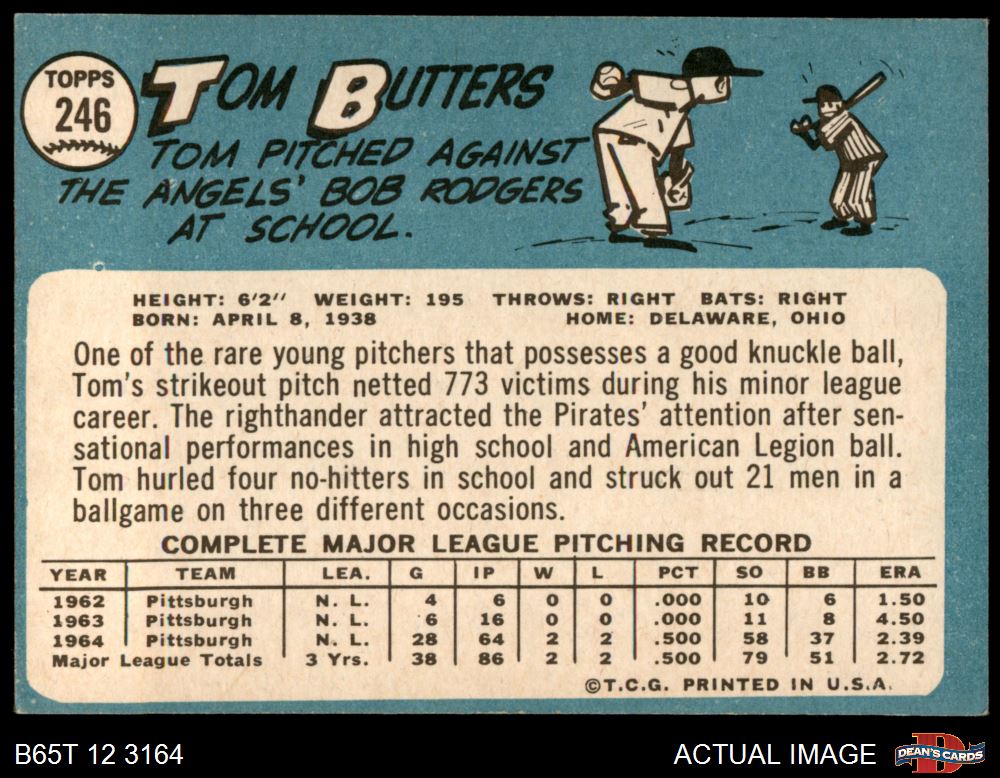 TOPPS
246
TOM BUTTERS
TOM PITCHED AGAINST
THE ANGELS' BOB RODGERS
AT SCHOOL.
HEIGHT: 6'2" WEIGHT: 195 THROWS: RIGHT BATS: RIGHT
BORN: APRIL 8, 1938 HOME: DELAWARE, OHIO
One of the rare young pitchers that possesses a good knuckle ball,
Tom's strikeout pitch netted 773 victims during his minor league
career. The righthander attracted the Pirates' attention after sen-
sational performances in high school and American Legion ball.
Tom hurled four no-hitters in school and struck out 21 men in a
ballgame on three different occasions.
COMPLETE MAJOR LEAGUE PITCHING RECORD
YEAR TEAM LEA. G IP W L PCT SO BB ERA
1962 Pittsburgh N. L. 4 6 0 0 .000 10 6 1.50
1963 Pittsburgh N. L. 6 16 0 0 .000 11 8 4.50
1964 Pittsburgh N. L. 28 64 2 2 .500 58 37 2.39
Major League Totals 3 Yrs. 38 86 2 2 .500 79 51 2.72
©T.C.G. PRINTED IN U.S.A.
B65T 12 3164 ACTUAL IMAGE D DEAN'S CARDS